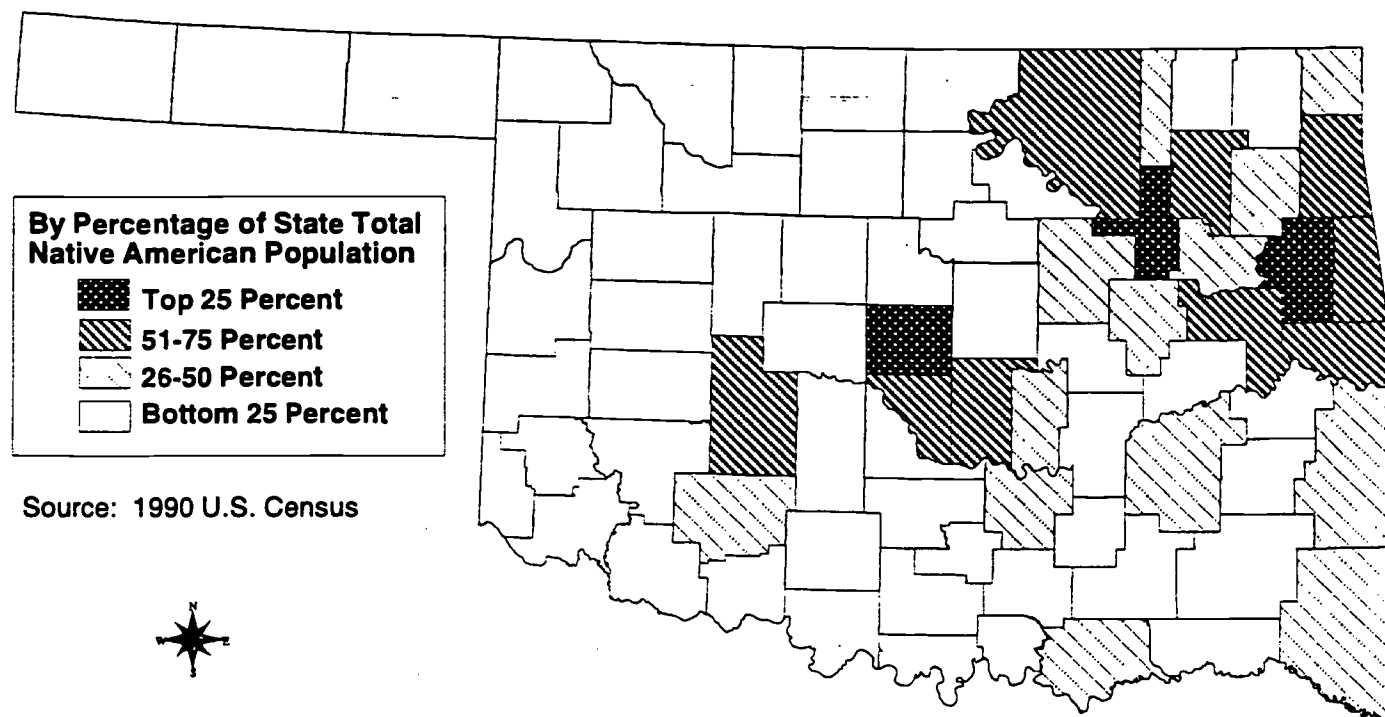 By Percentage of State Total
Native American Population
Top 25 Percent
51-75 Percent
26-50 Percent
Bottom 25 Percent
Source: 1990 U.S. Census
N
W E
S